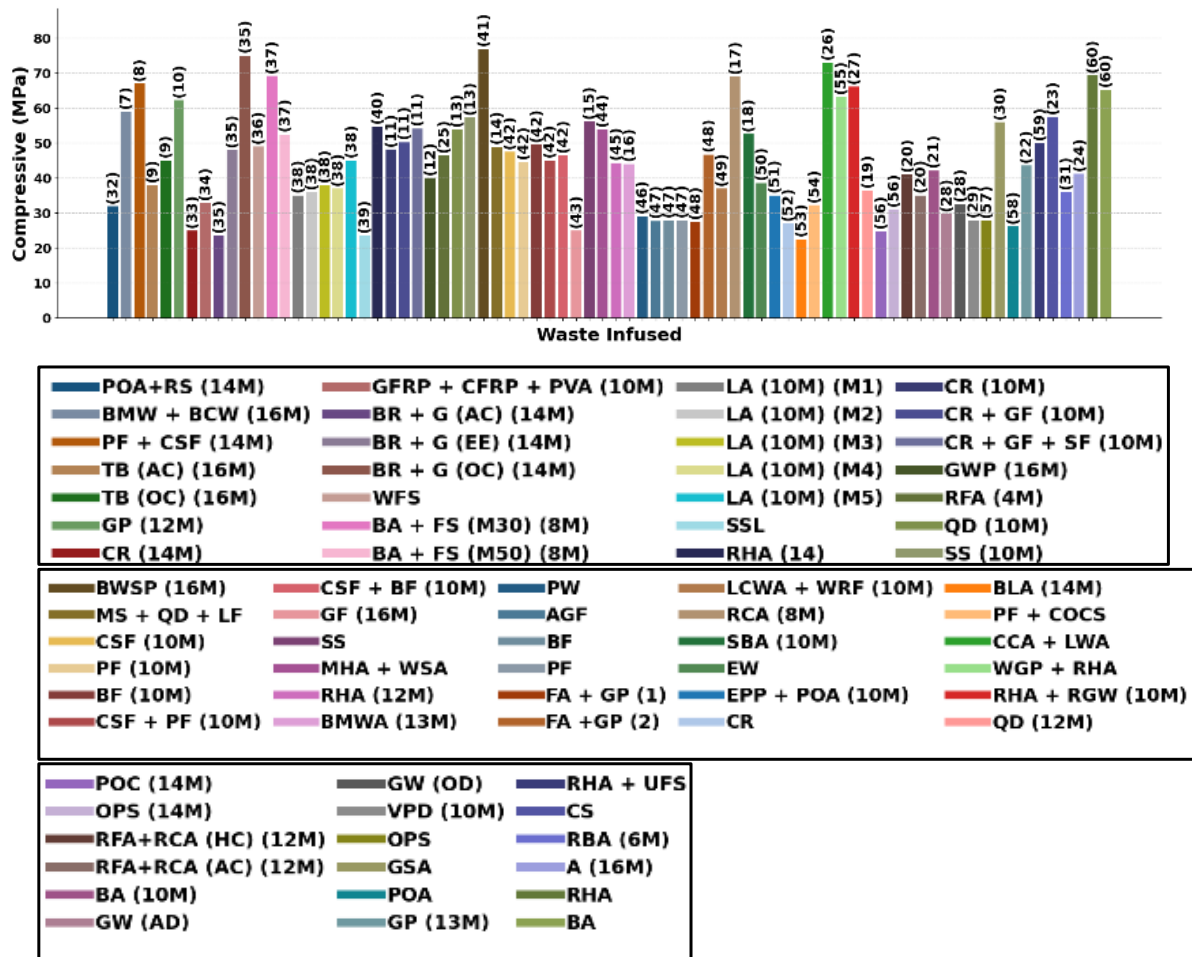 Compressive (MPa)
80
70
60
50
40
30
20
10
0
(32) (7) (8) (9) (9) (10) (33) (34) (35) (35) (35) (36) (37) (37) (38) (38) (38) (38) (38) (39) (40) (11) (11) (11) (12) (25) (13) (13) (41) (14) (42) (42) (42) (42) (42) (43) (15) (44) (45) (16) (46) (47) (47) (47) (48) (48) (49) (17) (18) (50) (51) (52) (53) (54) (26) (55) (27) (19) (56) (56) (20) (20) (21) (28) (28) (29) (57) (30) (58) (22) (59) (23) (31) (24) (60) (60)
Waste Infused
POA+RS (14M) GFRP + CFRP + PVA (10M) LA (10M) (M1) CR (10M)
BMW + BCW (16M) BR + G (AC) (14M) LA (10M) (M2) CR + GF (10M)
PF + CSF (14M) BR + G (EE) (14M) LA (10M) (M3) CR + GF + SF (10M)
TB (AC) (16M) BR + G (OC) (14M) LA (10M) (M4) GWP (16M)
TB (OC) (16M) WFS LA (10M) (M5) RFA (4M)
GP (12M) BA + FS (M30) (8M) SSL QD (10M)
CR (14M) BA + FS (M50) (8M) RHA (14) SS (10M)
BWSP (16M) CSF + BF (10M) PW LCWA + WRF (10M) BLA (14M)
MS + QD + LF GF (16M) AGF RCA (8M) PF + COCS
CSF (10M) SS BF SBA (10M) CCA + LWA
PF (10M) MHA + WSA PF EW WGP + RHA
BF (10M) RHA (12M) FA + GP (1) EPP + POA (10M) RHA + RGW (10M)
CSF + PF (10M) BMWA (13M) FA +GP (2) CR QD (12M)
POC (14M) GW (OD) RHA + UFS
OPS (14M) VPD (10M) CS
RFA+RCA (HC) (12M) OPS RBA (6M)
RFA+RCA (AC) (12M) GSA A (16M)
BA (10M) POA RHA
GW (AD) GP (13M) BA